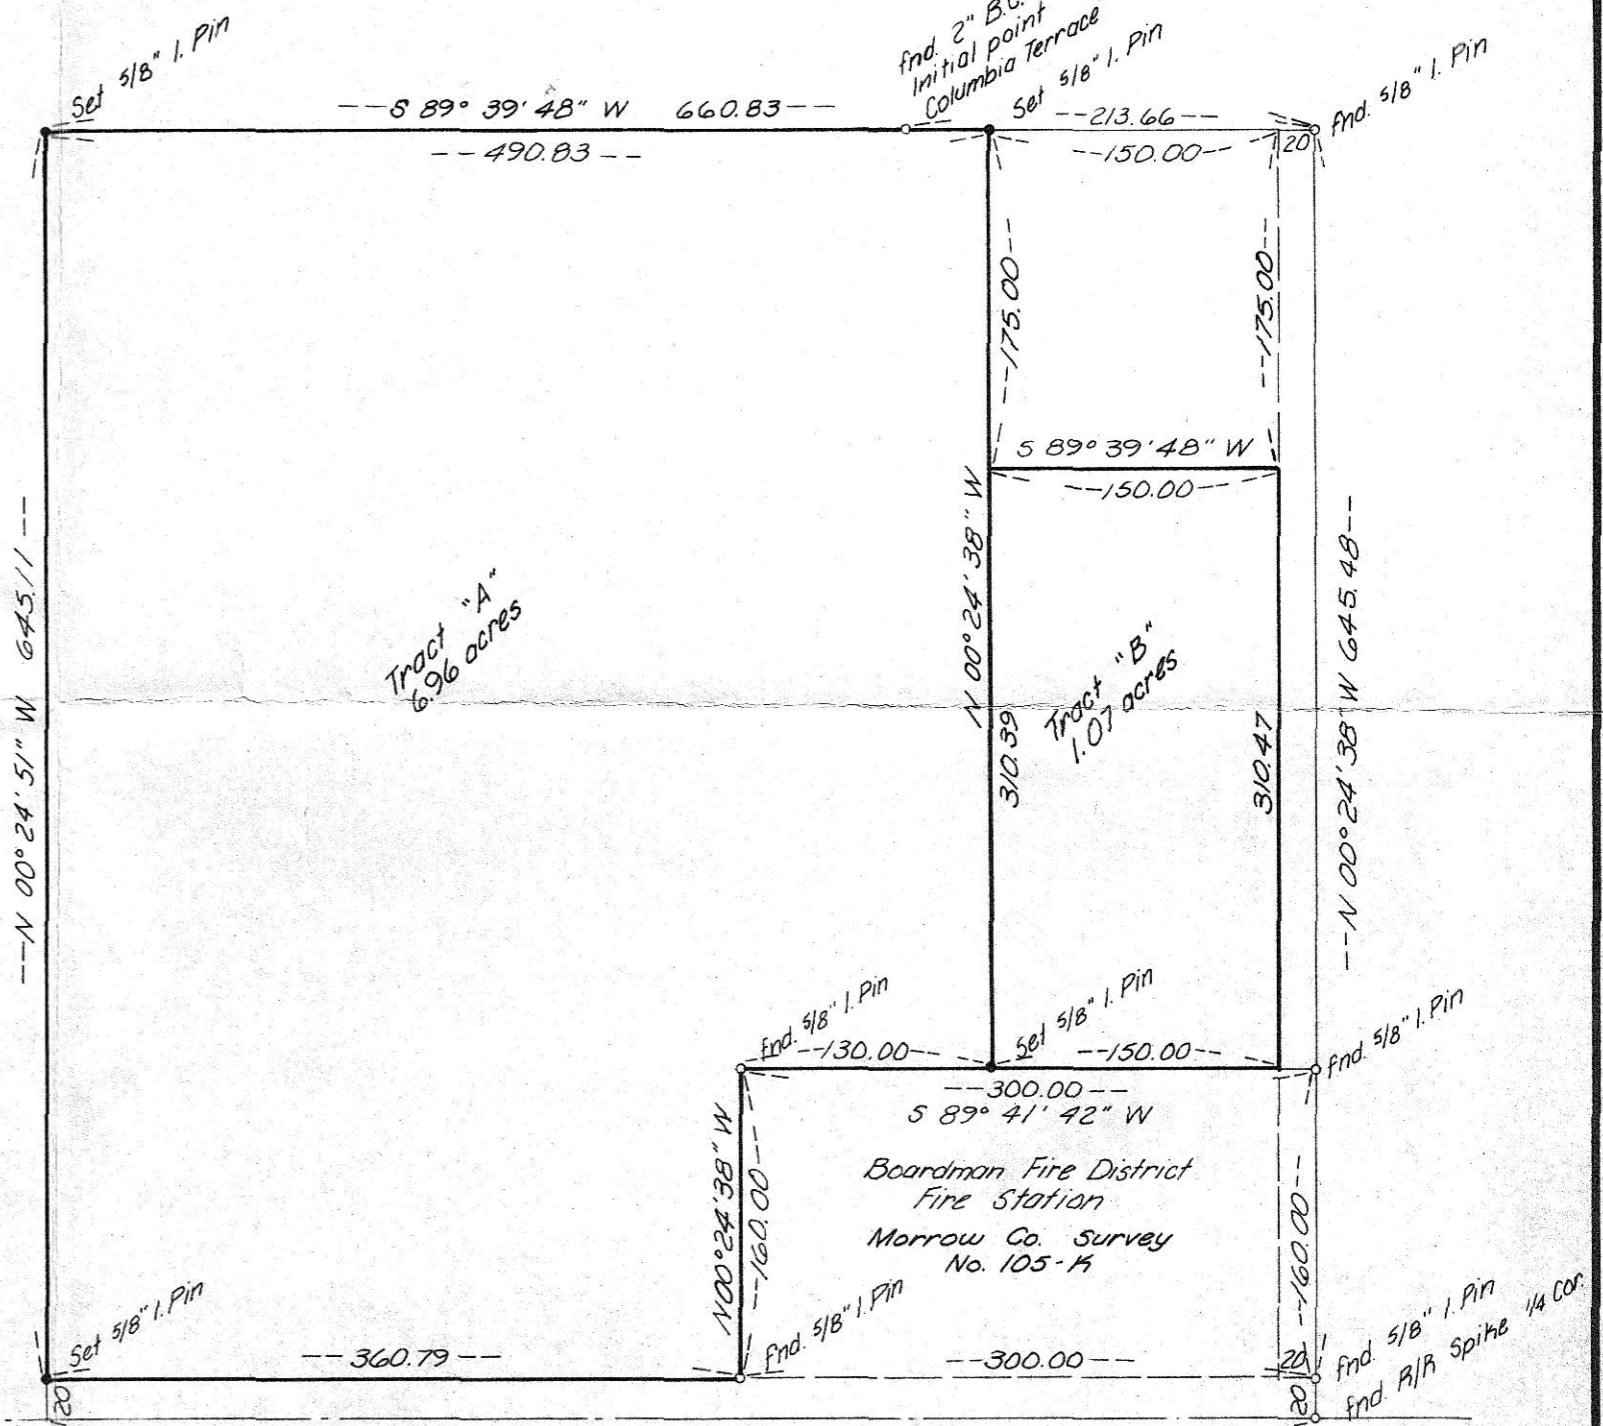 Set 5/8" I. Pin
fnd. 2" B.C.
Initial point
Columbia Terrace
Set 5/8" I. Pin
fnd. 5/8" I. Pin
--S 89° 39' 48" W 660.83--
--213.66--
--490.83--
--150.00--
20
--175.00--
--175.00--
S 89° 39' 48" W
--150.00--
--N 00° 24' 51" W 645.11--
Tract "A"
6.96 acres
N 00° 24' 38" W
310.39
Tract "B"
1.07 acres
310.47
--N 00° 24' 38" W 645.48--
fnd. 5/8" I. Pin
--130.00--
Set 5/8" I. Pin
--150.00--
fnd. 5/8" I. Pin
--300.00--
S 89° 41' 42" W
N00° 24' 38" W
--160.00--
Boardman Fire District
Fire Station
Morrow Co. Survey
No. 105-K
--160.00--
Set 5/8" I. Pin
--360.79--
fnd. 5/8" I. Pin
--300.00--
20
fnd. 5/8" I. Pin
fnd. R/R Spike 1/4 Cor.
20
20